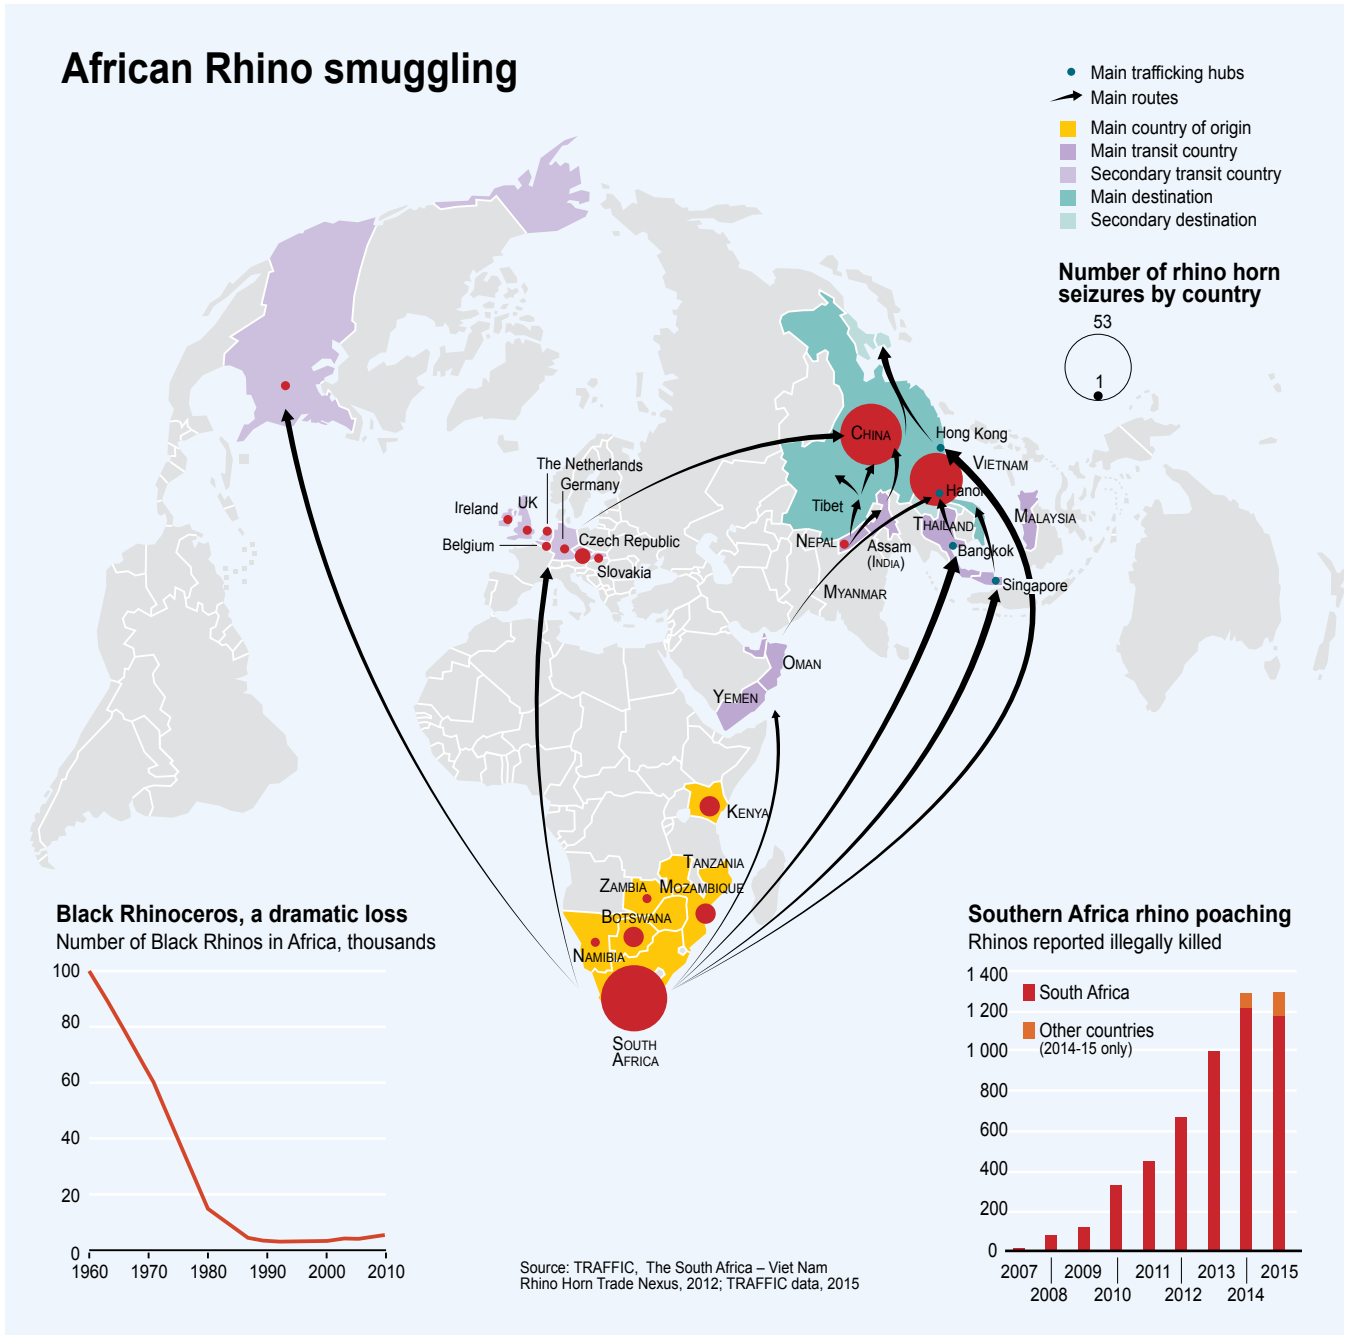 African Rhino smuggling
Main trafficking hubs
Main routes
Main country of origin
Main transit country
Secondary transit country
Main destination
Secondary destination
Number of rhino horn
seizures by country
53
1
China
Hong Kong
Vietnam
Hanoi
Tibet
Thailand
Malaysia
Nepal
Assam
(India)
Bangkok
Singapore
Myanmar
The Netherlands
Germany
Ireland
UK
Belgium
Czech Republic
Slovakia
Oman
Yemen
Kenya
Tanzania
Zambia
Mozambique
Botswana
Namibia
South
Africa
Black Rhinoceros, a dramatic loss
Number of Black Rhinos in Africa, thousands
100
80
60
40
20
0
1960 1970 1980 1990 2000 2010
Southern Africa rhino poaching
Rhinos reported illegally killed
1 400
1 200
1 000
800
600
400
200
0
South Africa
Other countries
(2014-15 only)
2007 2009 2011 2013 2015
2008 2010 2012 2014
Source: TRAFFIC, The South Africa – Viet Nam
Rhino Horn Trade Nexus, 2012; TRAFFIC data, 2015